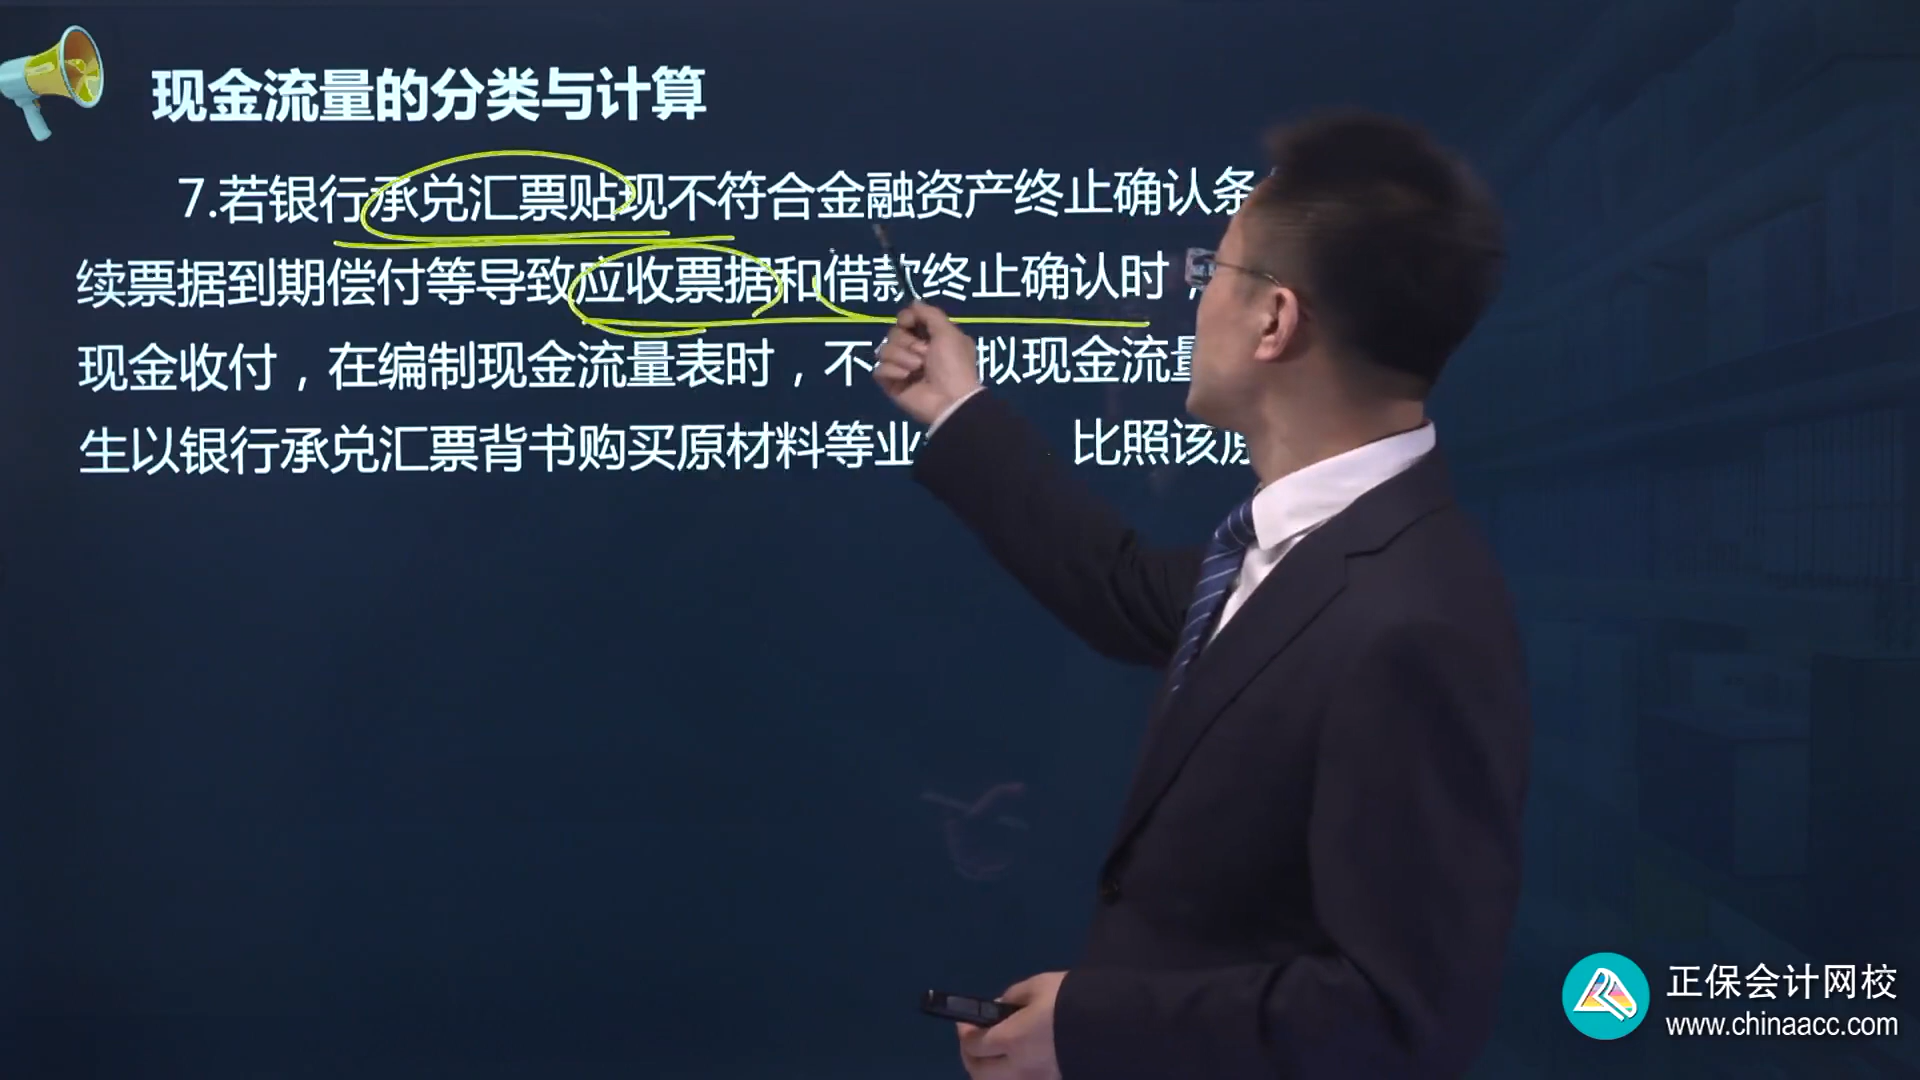 现金流量的分类与计算
7.若银行承兑汇票贴现不符合金融资产终止确认条
续票据到期偿付等导致应收票据和借款终止确认时，
现金收付，在编制现金流量表时，不 拟现金流量
生以银行承兑汇票背书购买原材料等业 比照该原
正保会计网校
www.chinaacc.com